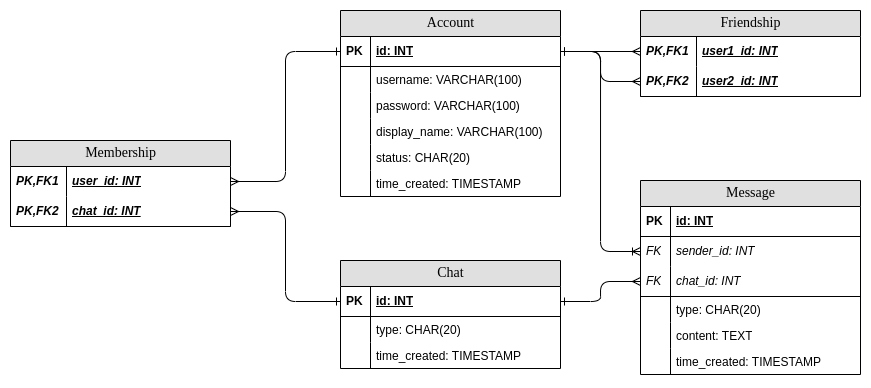 Account
PK id: INT
username: VARCHAR(100)
password: VARCHAR(100)
display_name: VARCHAR(100)
status: CHAR(20)
time_created: TIMESTAMP
Friendship
PK,FK1 user1_id: INT
PK,FK2 user2_id: INT
Membership
PK,FK1 user_id: INT
PK,FK2 chat_id: INT
Message
PK id: INT
FK sender_id: INT
FK chat_id: INT
type: CHAR(20)
content: TEXT
time_created: TIMESTAMP
Chat
PK id: INT
type: CHAR(20)
time_created: TIMESTAMP